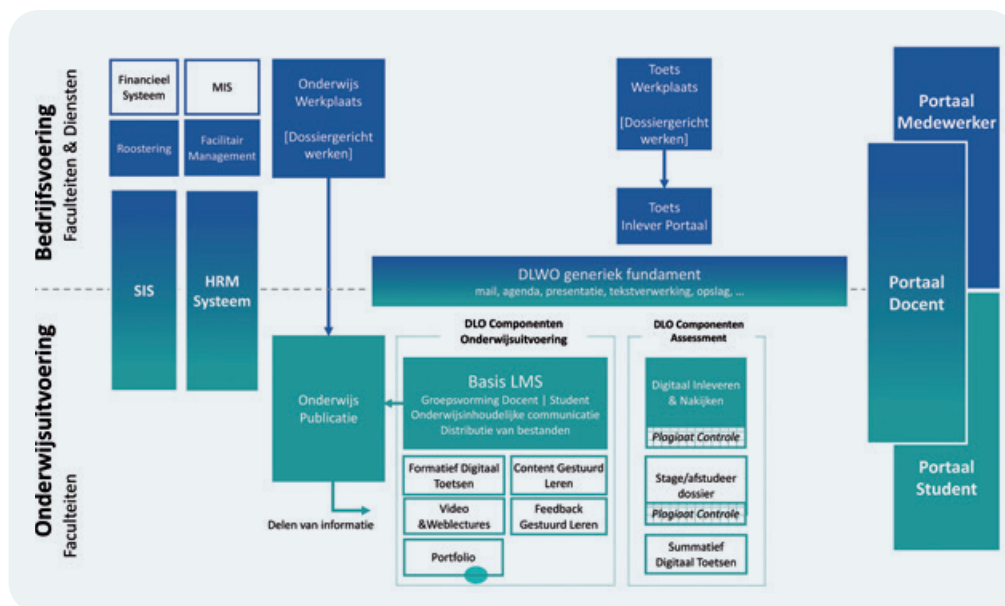 Bedrijfsvoering
Faculteiten & Diensten
Financieel
Systeem
MIS
Roostering
Facilitair
Management
SIS
HRM
Systeem
Onderwijs
Werkplaats
[Dossiergericht
werken]
Toets
Werkplaats
[Dossiergericht
werken]
Toets
Inlever Portaal
DLWO generiek fundament
mail, agenda, presentatie, tekstverwerking, opslag, ...
Portaal
Medewerker
Portaal
Docent
Portaal
Student
Onderwijsuitvoering
Faculteiten
Onderwijs
Publicatie
Delen van informatie
DLO Componenten
Onderwijsuitvoering
Basis LMS
Groepsvorming Docent | Student
Onderwijsinhoudelijke communicatie
Distributie van bestanden
Formatief Digitaal
Toetsen
Content Gestuurd
Leren
Video
&Weblectures
Feedback
Gestuurd Leren
Portfolio
DLO Componenten
Assessment
Digitaal Inleveren
& Nakijken
Plagiaat Controle
Stage/afstudeer
dossier
Plagiaat Controle
Summatief
Digitaal Toetsen